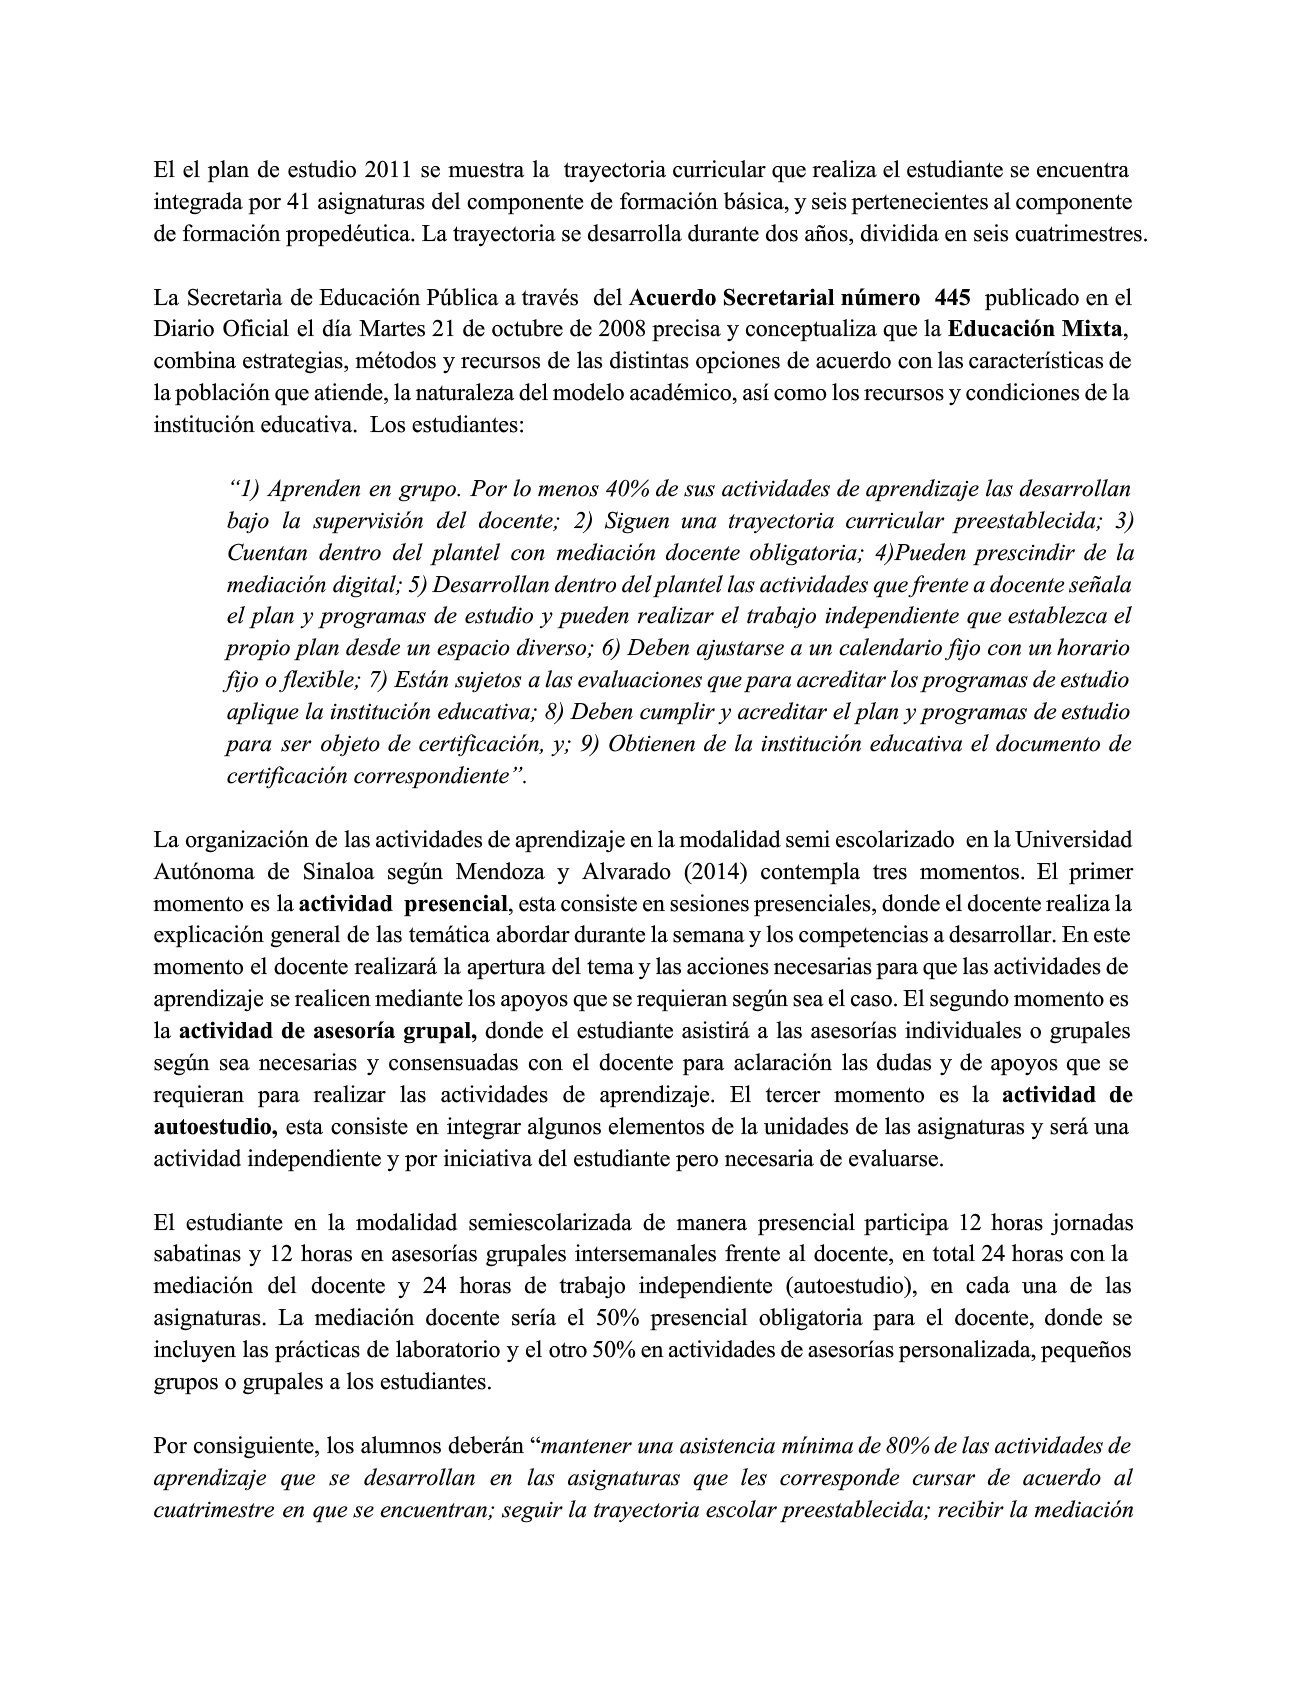 El el plan de estudio 2011 se muestra la trayectoria curricular que realiza el estudiante se encuentra
integrada por 41 asignaturas del componente de formación básica, y seis pertenecientes al componente
de formación propedéutica. La trayectoria se desarrolla durante dos años, dividida en seis cuatrimestres.
La Secretarìa de Educación Pública a través del Acuerdo Secretarial número 445 publicado en el
Diario Oficial el día Martes 21 de octubre de 2008 precisa y conceptualiza que la Educación Mixta,
combina estrategias, métodos y recursos de las distintas opciones de acuerdo con las características de
la población que atiende, la naturaleza del modelo académico, así como los recursos y condiciones de la
institución educativa. Los estudiantes:
“1) Aprenden en grupo. Por lo menos 40% de sus actividades de aprendizaje las desarrollan
bajo la supervisión del docente; 2) Siguen una trayectoria curricular preestablecida; 3)
Cuentan dentro del plantel con mediación docente obligatoria; 4)Pueden prescindir de la
mediación digital; 5) Desarrollan dentro del plantel las actividades que frente a docente señala
el plan y programas de estudio y pueden realizar el trabajo independiente que establezca el
propio plan desde un espacio diverso; 6) Deben ajustarse a un calendario fijo con un horario
fijo o flexible; 7) Están sujetos a las evaluaciones que para acreditar los programas de estudio
aplique la institución educativa; 8) Deben cumplir y acreditar el plan y programas de estudio
para ser objeto de certificación, y; 9) Obtienen de la institución educativa el documento de
certificación correspondiente”.
La organización de las actividades de aprendizaje en la modalidad semi escolarizado en la Universidad
Autónoma de Sinaloa según Mendoza y Alvarado (2014) contempla tres momentos. El primer
momento es la actividad presencial, esta consiste en sesiones presenciales, donde el docente realiza la
explicación general de las temática abordar durante la semana y los competencias a desarrollar. En este
momento el docente realizará la apertura del tema y las acciones necesarias para que las actividades de
aprendizaje se realicen mediante los apoyos que se requieran según sea el caso. El segundo momento es
la actividad de asesoría grupal, donde el estudiante asistirá a las asesorías individuales o grupales
según sea necesarias y consensuadas con el docente para aclaración las dudas y de apoyos que se
requieran para realizar las actividades de aprendizaje. El tercer momento es la actividad de
autoestudio, esta consiste en integrar algunos elementos de la unidades de las asignaturas y será una
actividad independiente y por iniciativa del estudiante pero necesaria de evaluarse.
El estudiante en la modalidad semiescolarizada de manera presencial participa 12 horas jornadas
sabatinas y 12 horas en asesorías grupales intersemanales frente al docente, en total 24 horas con la
mediación del docente y 24 horas de trabajo independiente (autoestudio), en cada una de las
asignaturas. La mediación docente sería el 50% presencial obligatoria para el docente, donde se
incluyen las prácticas de laboratorio y el otro 50% en actividades de asesorías personalizada, pequeños
grupos o grupales a los estudiantes.
Por consiguiente, los alumnos deberán “mantener una asistencia mínima de 80% de las actividades de
aprendizaje que se desarrollan en las asignaturas que les corresponde cursar de acuerdo al
cuatrimestre en que se encuentran; seguir la trayectoria escolar preestablecida; recibir la mediación